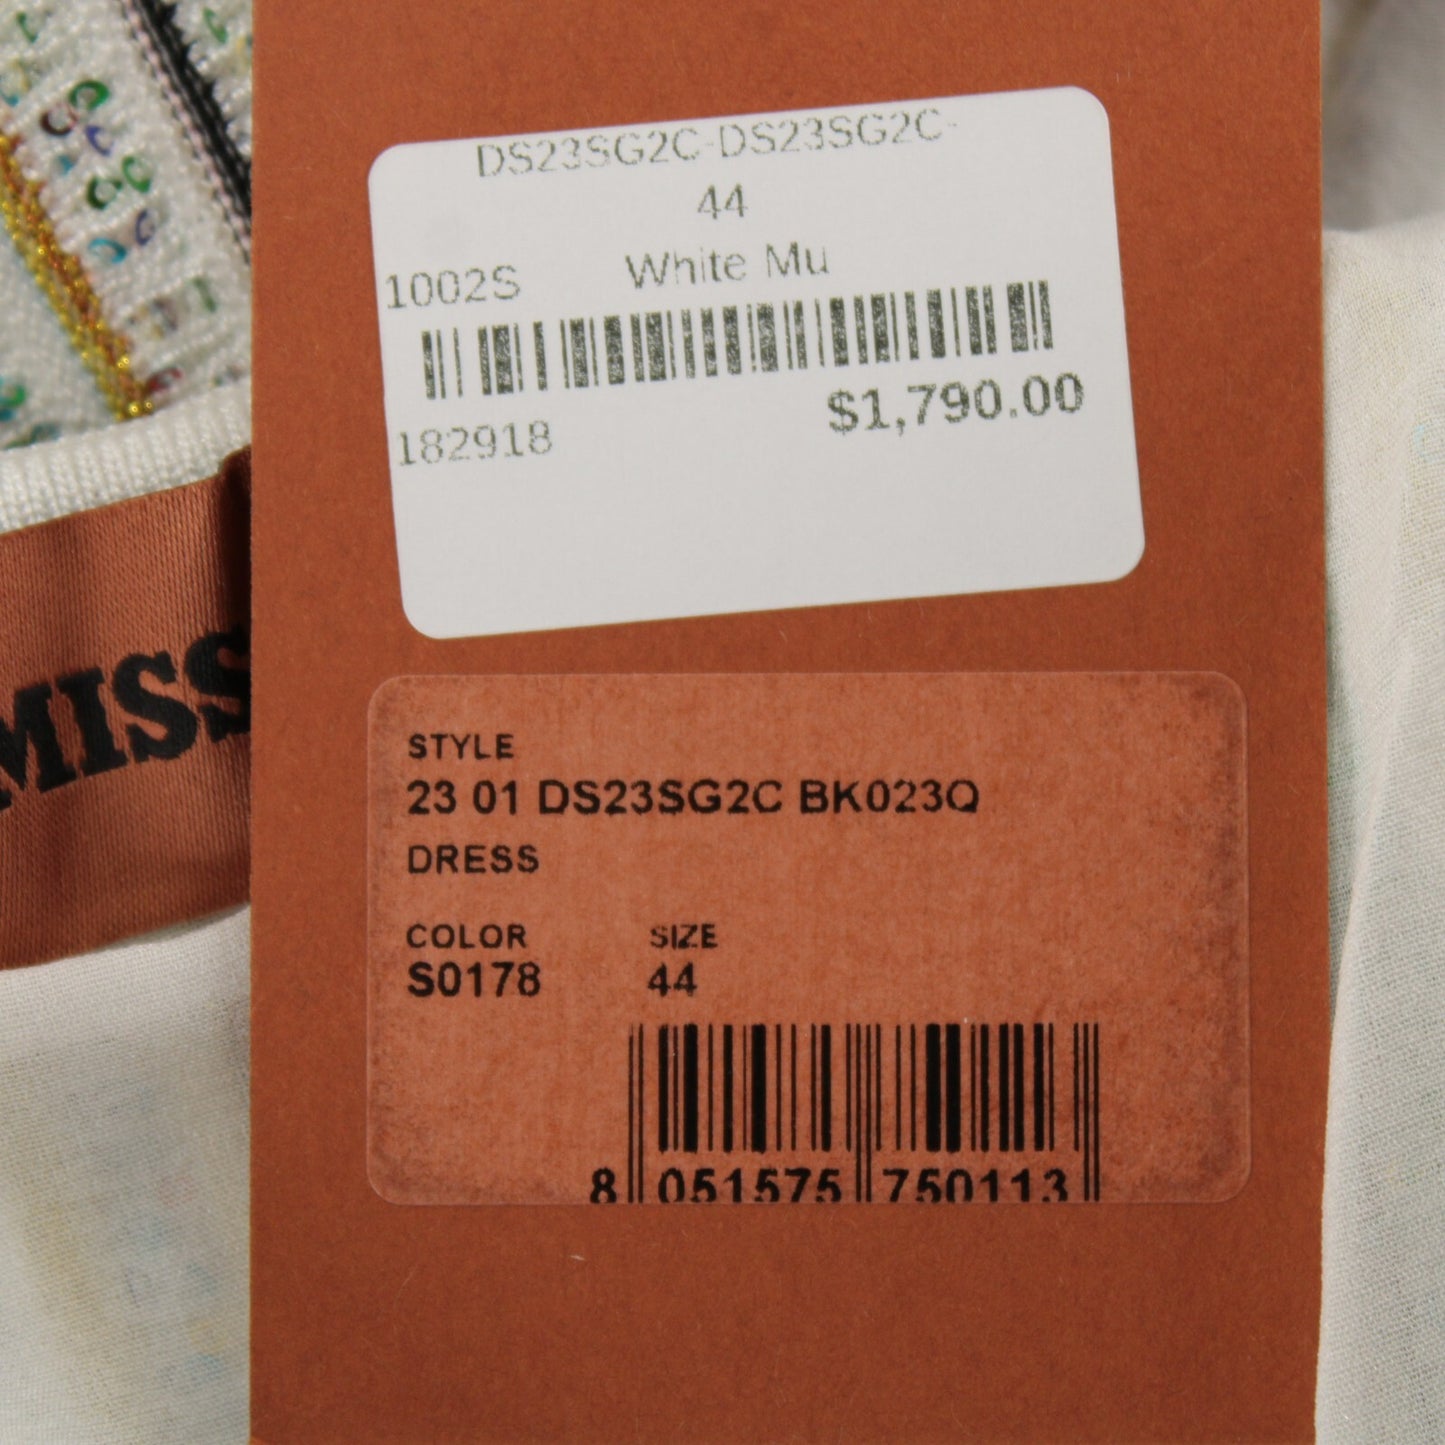 DS23SG2C-DS23SG2C-
44
1002S White Mu
$1,790.00
182918
MISS
STYLE
23 01 DS23SG2C BK023Q
DRESS
COLOR SIZE
S0178 44
8 051575 750113